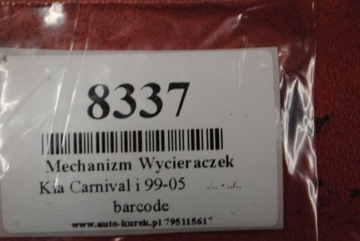 8337
Mechanizm Wycieraczek
Kia Carnival i 99-05
barcode
www.auto-kurek.pl 795115617